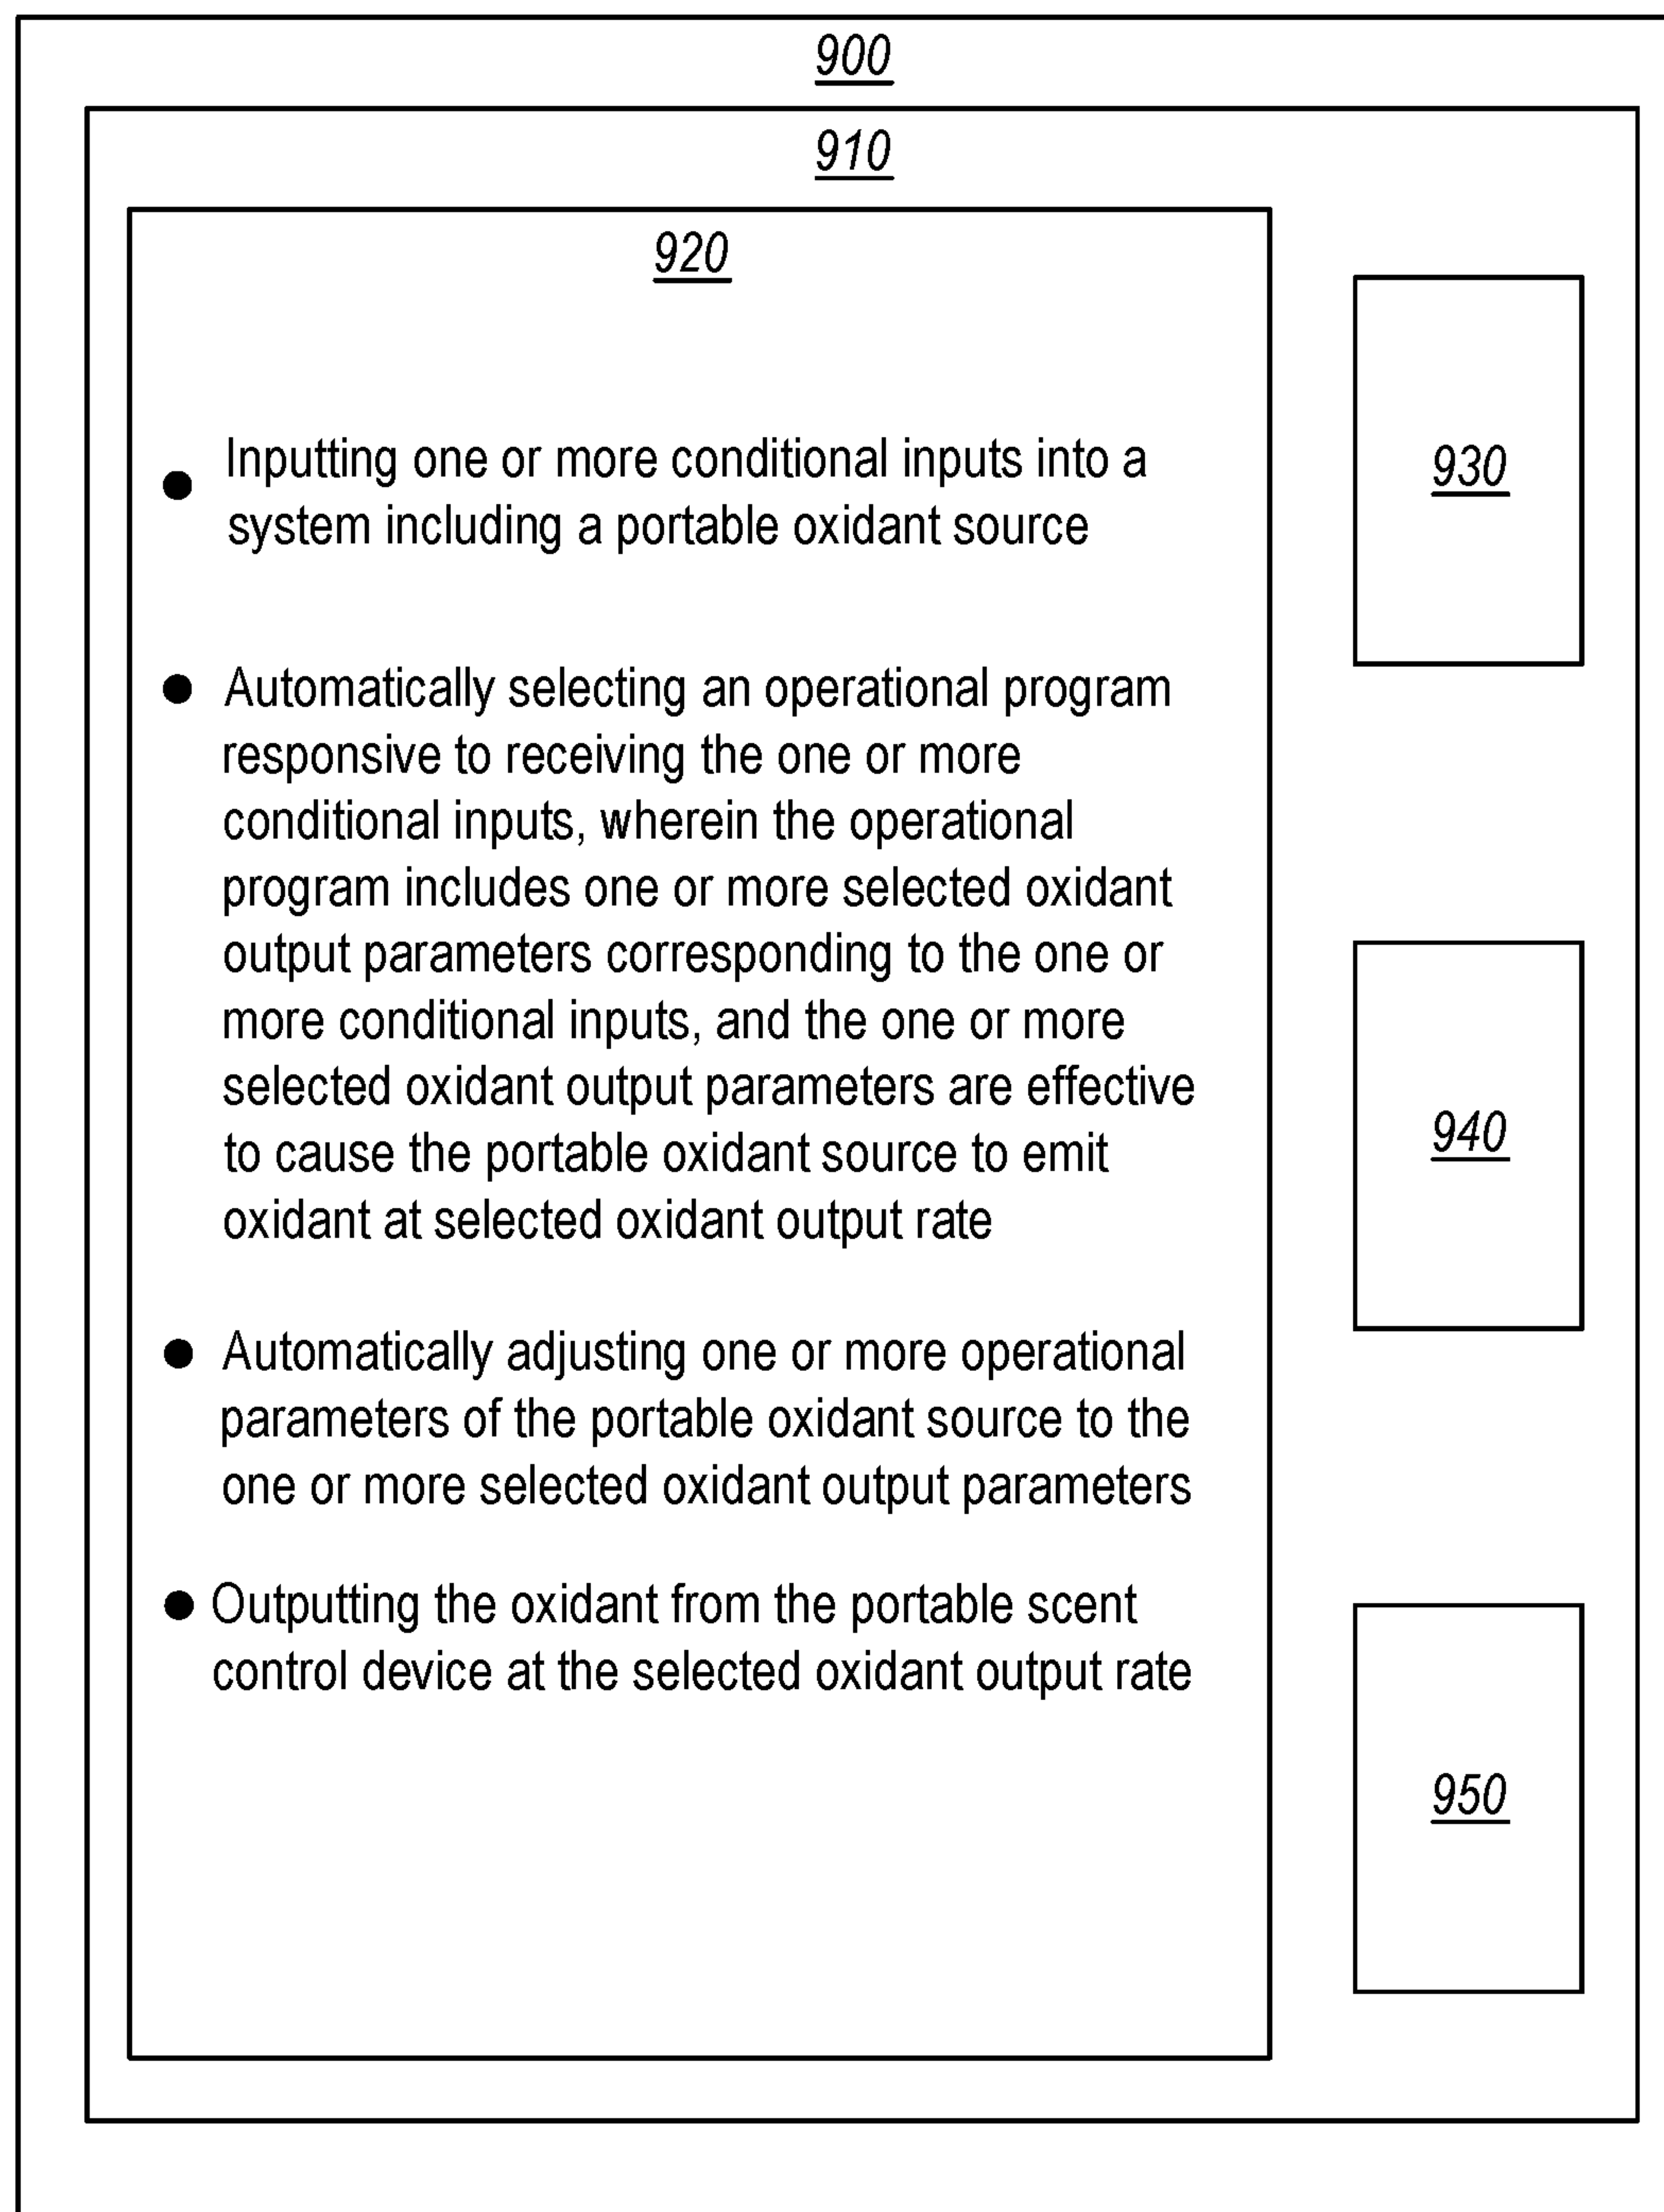 900
910
920
● Inputting one or more conditional inputs into a
system including a portable oxidant source
● Automatically selecting an operational program
responsive to receiving the one or more
conditional inputs, wherein the operational
program includes one or more selected oxidant
output parameters corresponding to the one or
more conditional inputs, and the one or more
selected oxidant output parameters are effective
to cause the portable oxidant source to emit
oxidant at selected oxidant output rate
● Automatically adjusting one or more operational
parameters of the portable oxidant source to the
one or more selected oxidant output parameters
● Outputting the oxidant from the portable scent
control device at the selected oxidant output rate
930
940
950